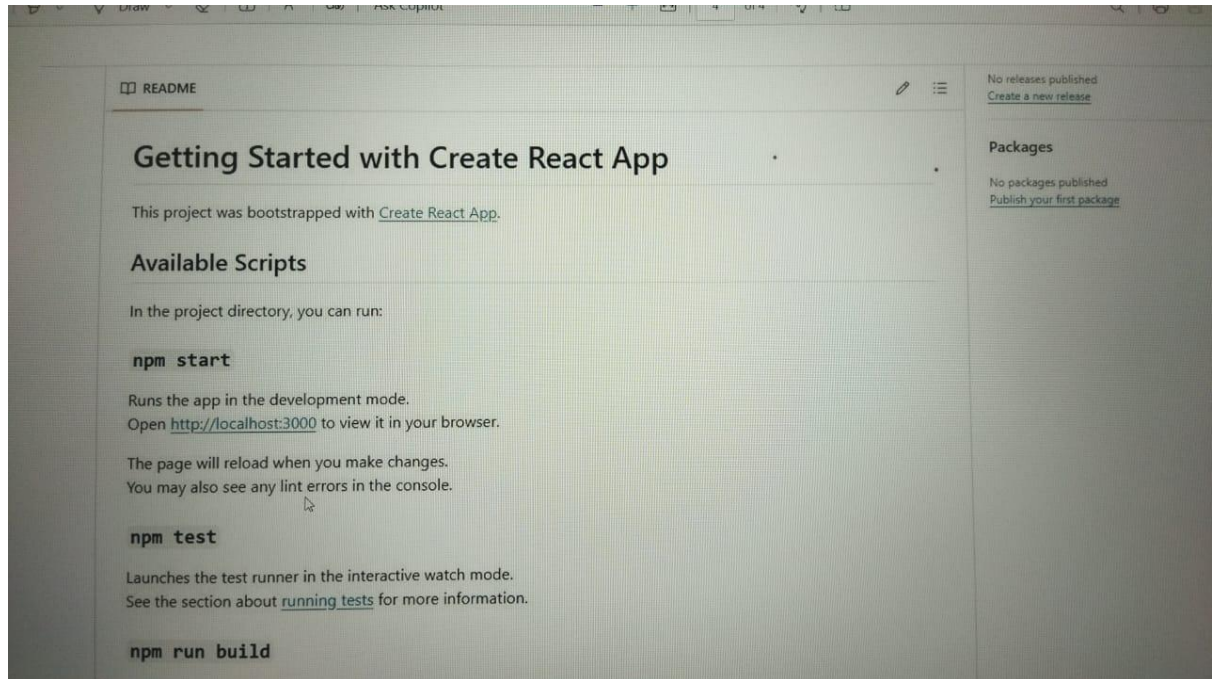 Draw
Ask Copilot
README
Getting Started with Create React App
This project was bootstrapped with Create React App.
Available Scripts
In the project directory, you can run:
npm start
Runs the app in the development mode.
Open http://localhost:3000 to view it in your browser.
The page will reload when you make changes.
You may also see any lint errors in the console.
npm test
Launches the test runner in the interactive watch mode.
See the section about running tests for more information.
npm run build
No releases published
Create a new release
Packages
No packages published
Publish your first package